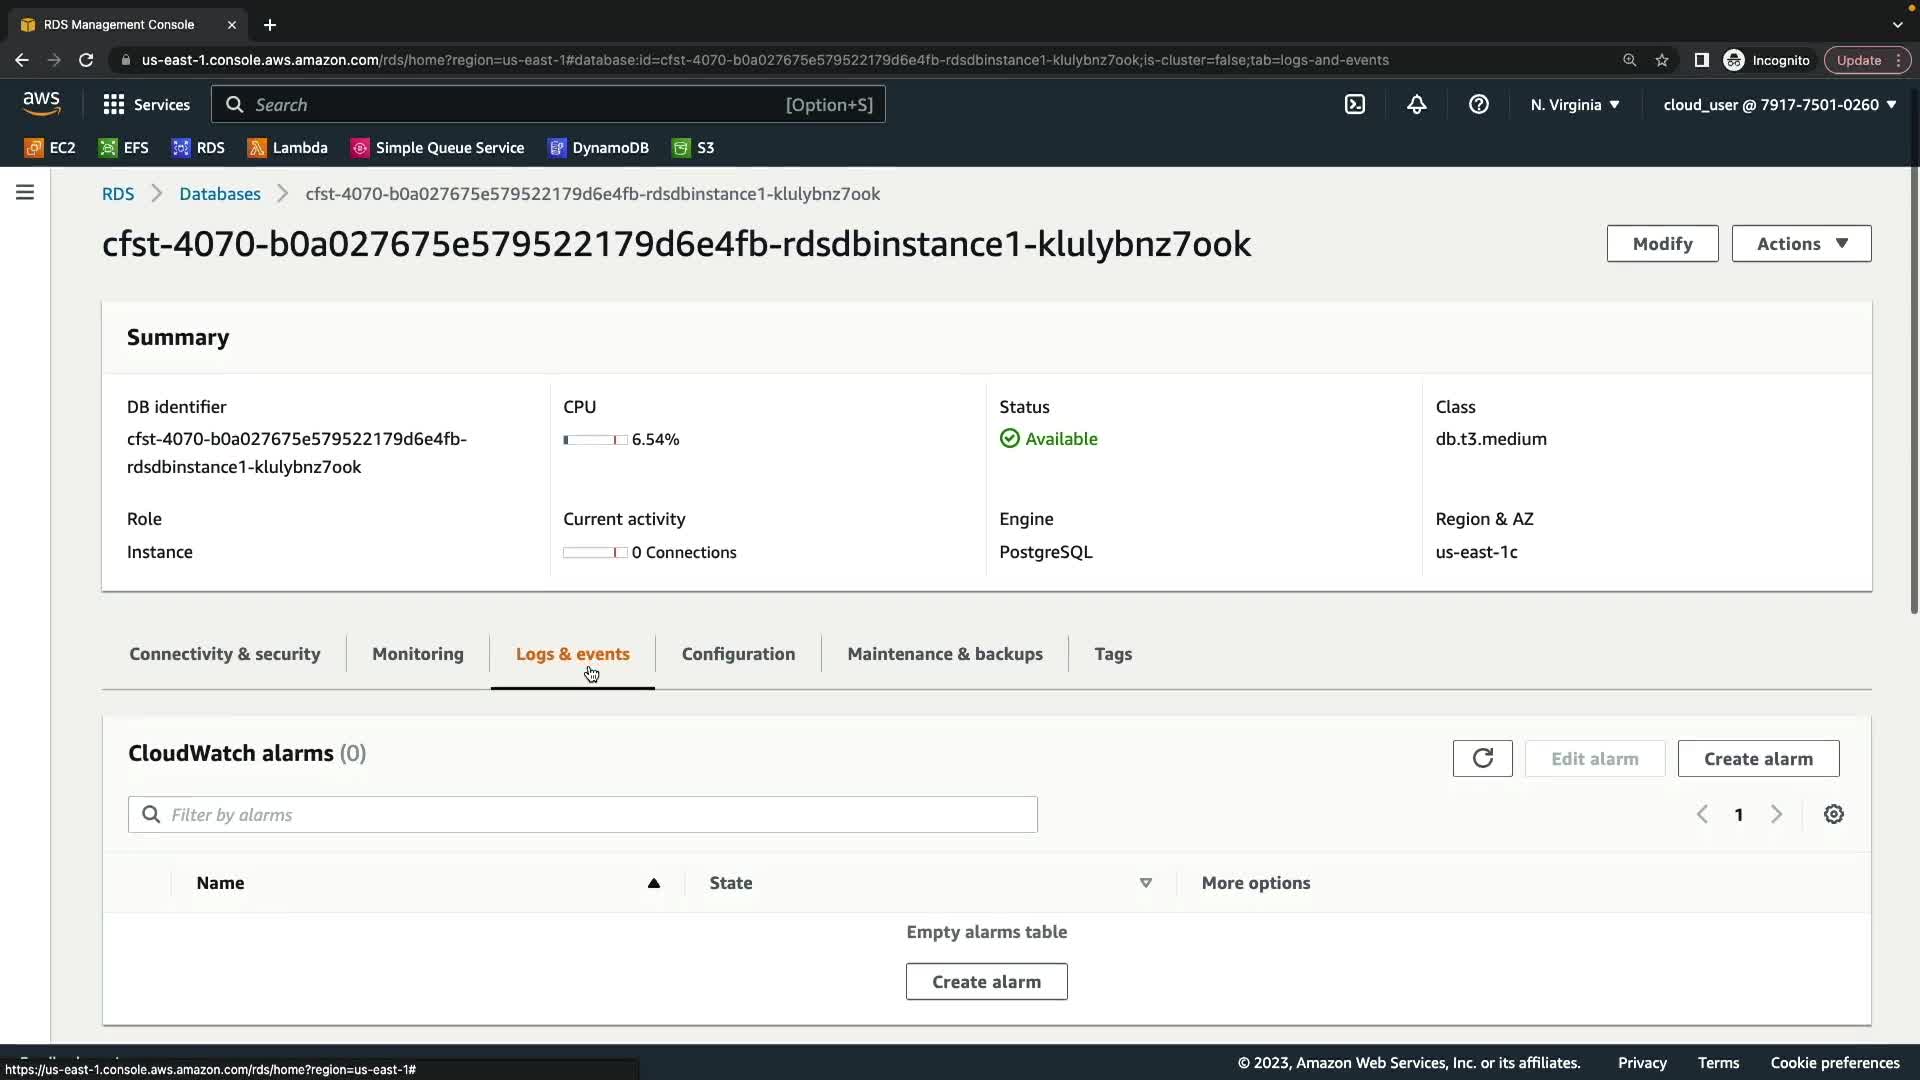 RDS Management Console
us-east-1.console.aws.amazon.com/rds/home?region=us-east-1#database:id=cfst-4070-b0a027675e579522179d6e4fb-rdsdbinstance1-klulybnz7ook;is-cluster=false;tab=logs-and-events
Incognito
Update
aws
Services
Search
[Option+S]
N. Virginia
cloud_user @ 7917-7501-0260
EC2
EFS
RDS
Lambda
Simple Queue Service
DynamoDB
S3
RDS
Databases
cfst-4070-b0a027675e579522179d6e4fb-rdsdbinstance1-klulybnz7ook
cfst-4070-b0a027675e579522179d6e4fb-rdsdbinstance1-klulybnz7ook
Modify
Actions
Summary
DB identifier
cfst-4070-b0a027675e579522179d6e4fb-
rdsdbinstance1-klulybnz7ook
CPU
6.54%
Status
Available
Class
db.t3.medium
Role
Instance
Current activity
0 Connections
Engine
PostgreSQL
Region & AZ
us-east-1c
Connectivity & security
Monitoring
Logs & events
Configuration
Maintenance & backups
Tags
CloudWatch alarms (0)
Edit alarm
Create alarm
Filter by alarms
1
Name
State
More options
Empty alarms table
Create alarm
https://us-east-1.console.aws.amazon.com/rds/home?region=us-east-1#
© 2023, Amazon Web Services, Inc. or its affiliates.
Privacy
Terms
Cookie preferences